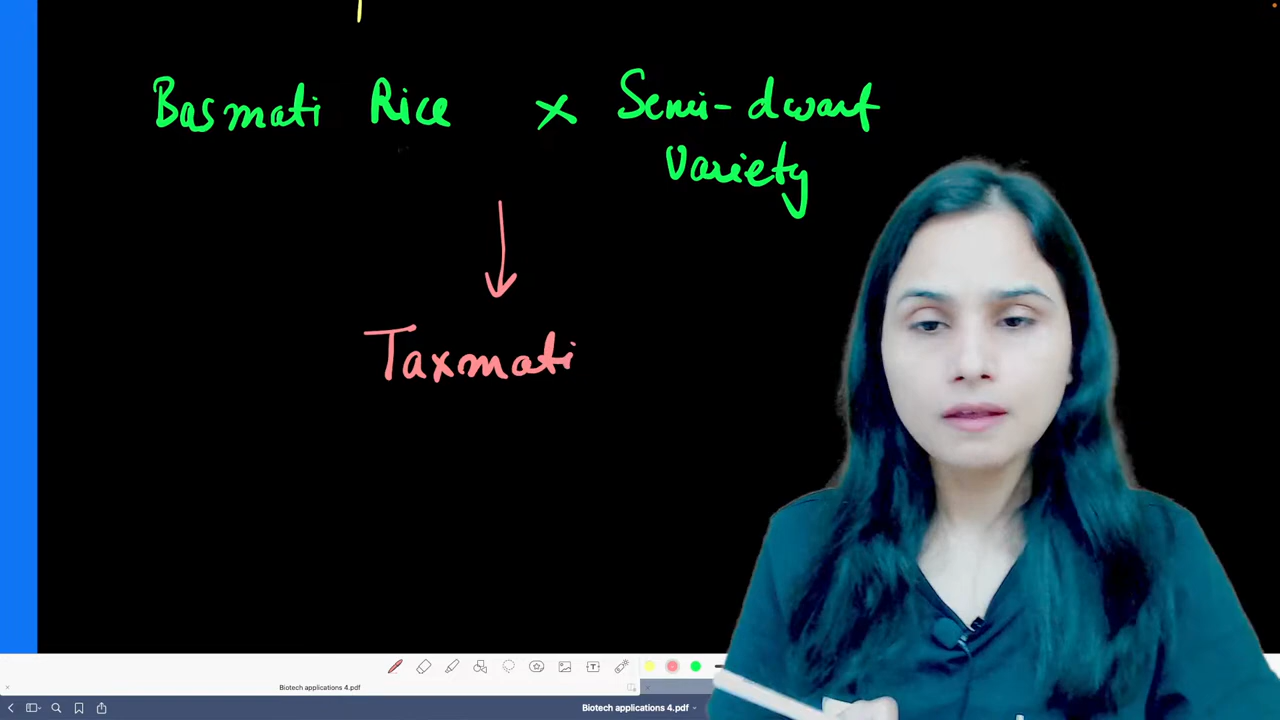 Basmati Rice x Semi-dwarf
Variety
Taxmati
Biotech applications 4.pdf
Biotech applications 4.pdf